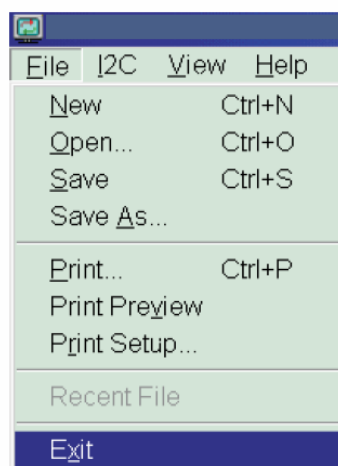 File I2C View Help
New Ctrl+N
Open... Ctrl+O
Save Ctrl+S
Save As...
Print... Ctrl+P
Print Preview
Print Setup...
Recent File
Exit